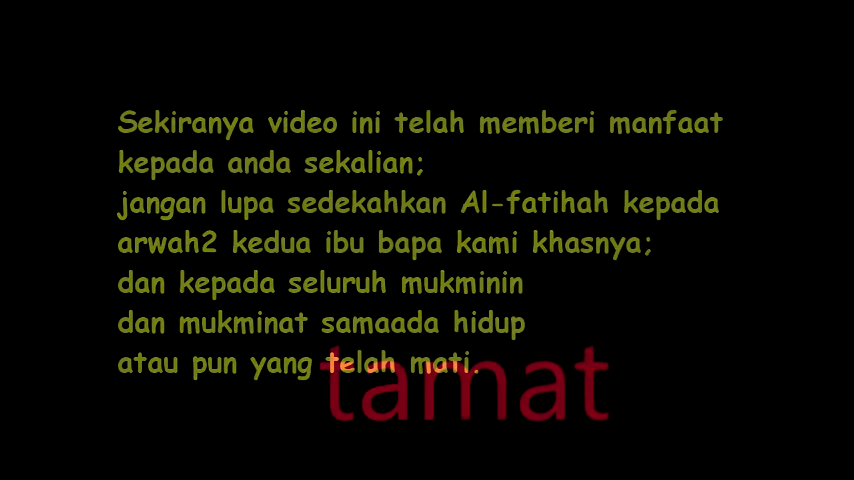 Sekiranya video ini telah memberi manfaat
kepada anda sekalian;
jangan lupa sedekahkan Al-fatihah kepada
arwah2 kedua ibu bapa kami khasnya;
dan kepada seluruh mukminin
dan mukminat samaada hidup
atau pun yang telah mati.
tamat